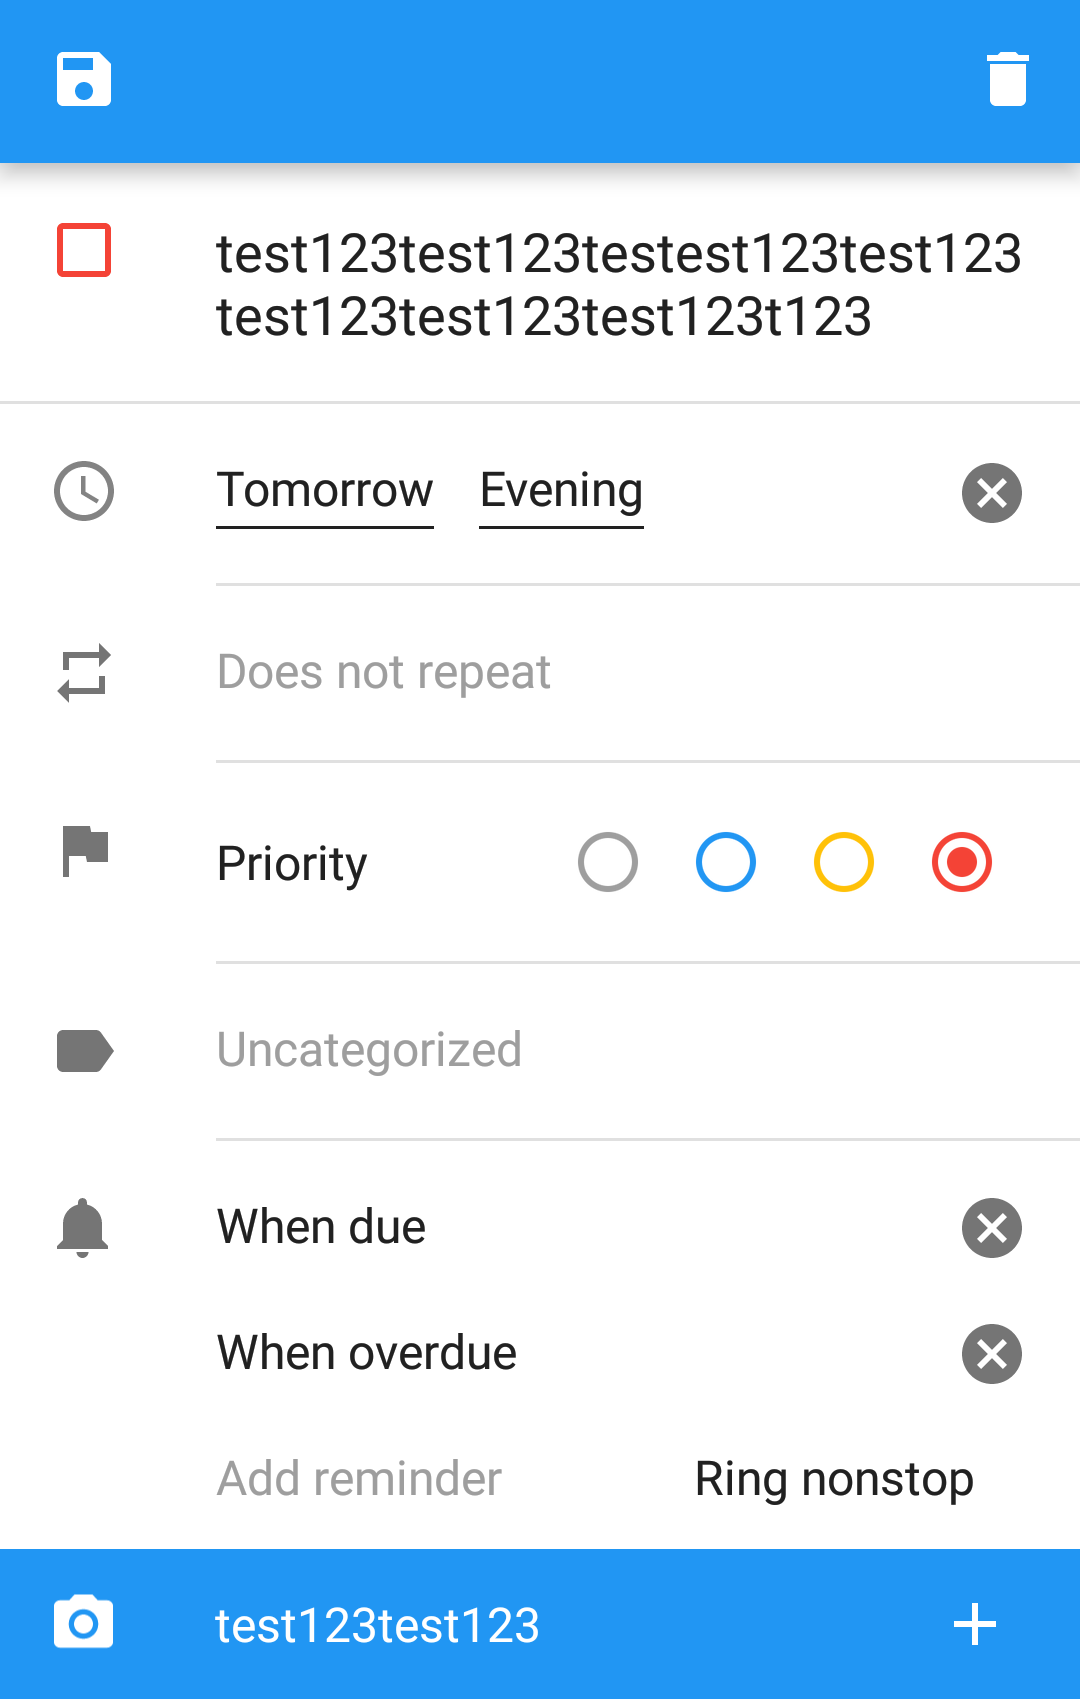 test123test123testest123test123
test123test123test123t123
Tomorrow Evening
Does not repeat
Priority
Uncategorized
When due
When overdue
Add reminder Ring nonstop
test123test123